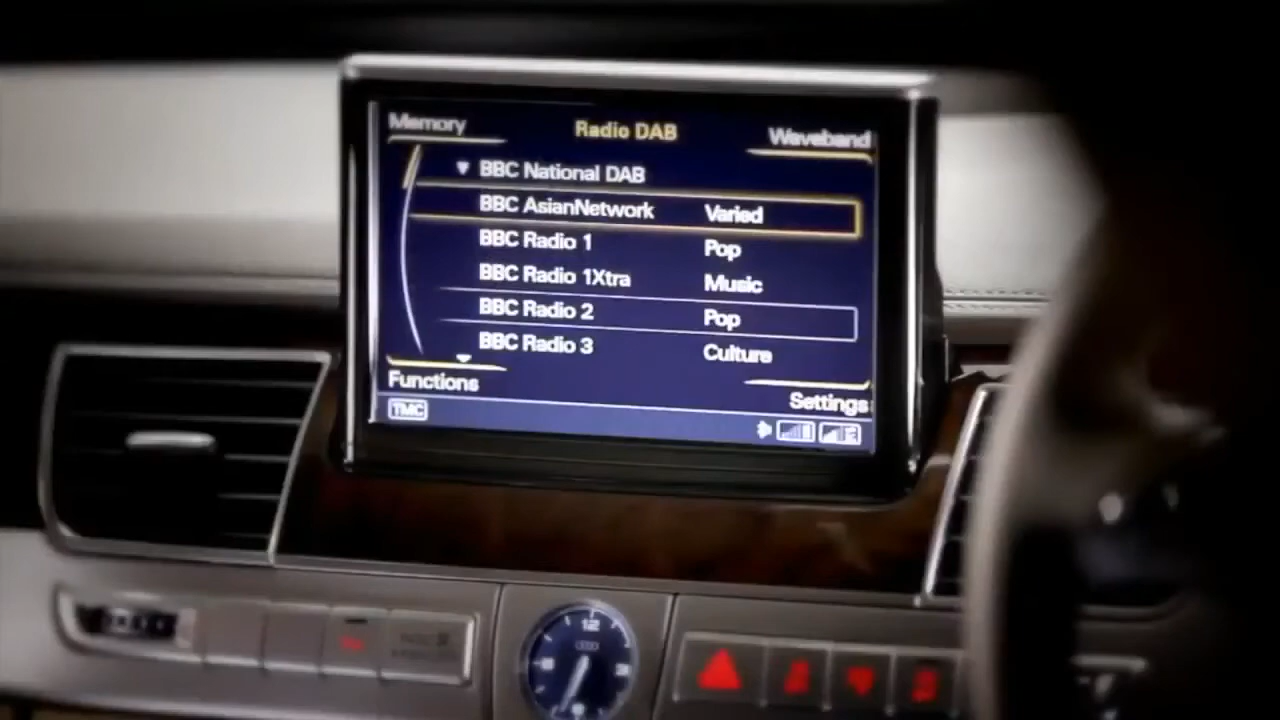 Memory
Radio DAB
Waveband
BBC National DAB
BBC AsianNetwork Varied
BBC Radio 1 Pop
BBC Radio 1Xtra Music
BBC Radio 2 Pop
BBC Radio 3 Culture
Functions
Settings
TMC
12